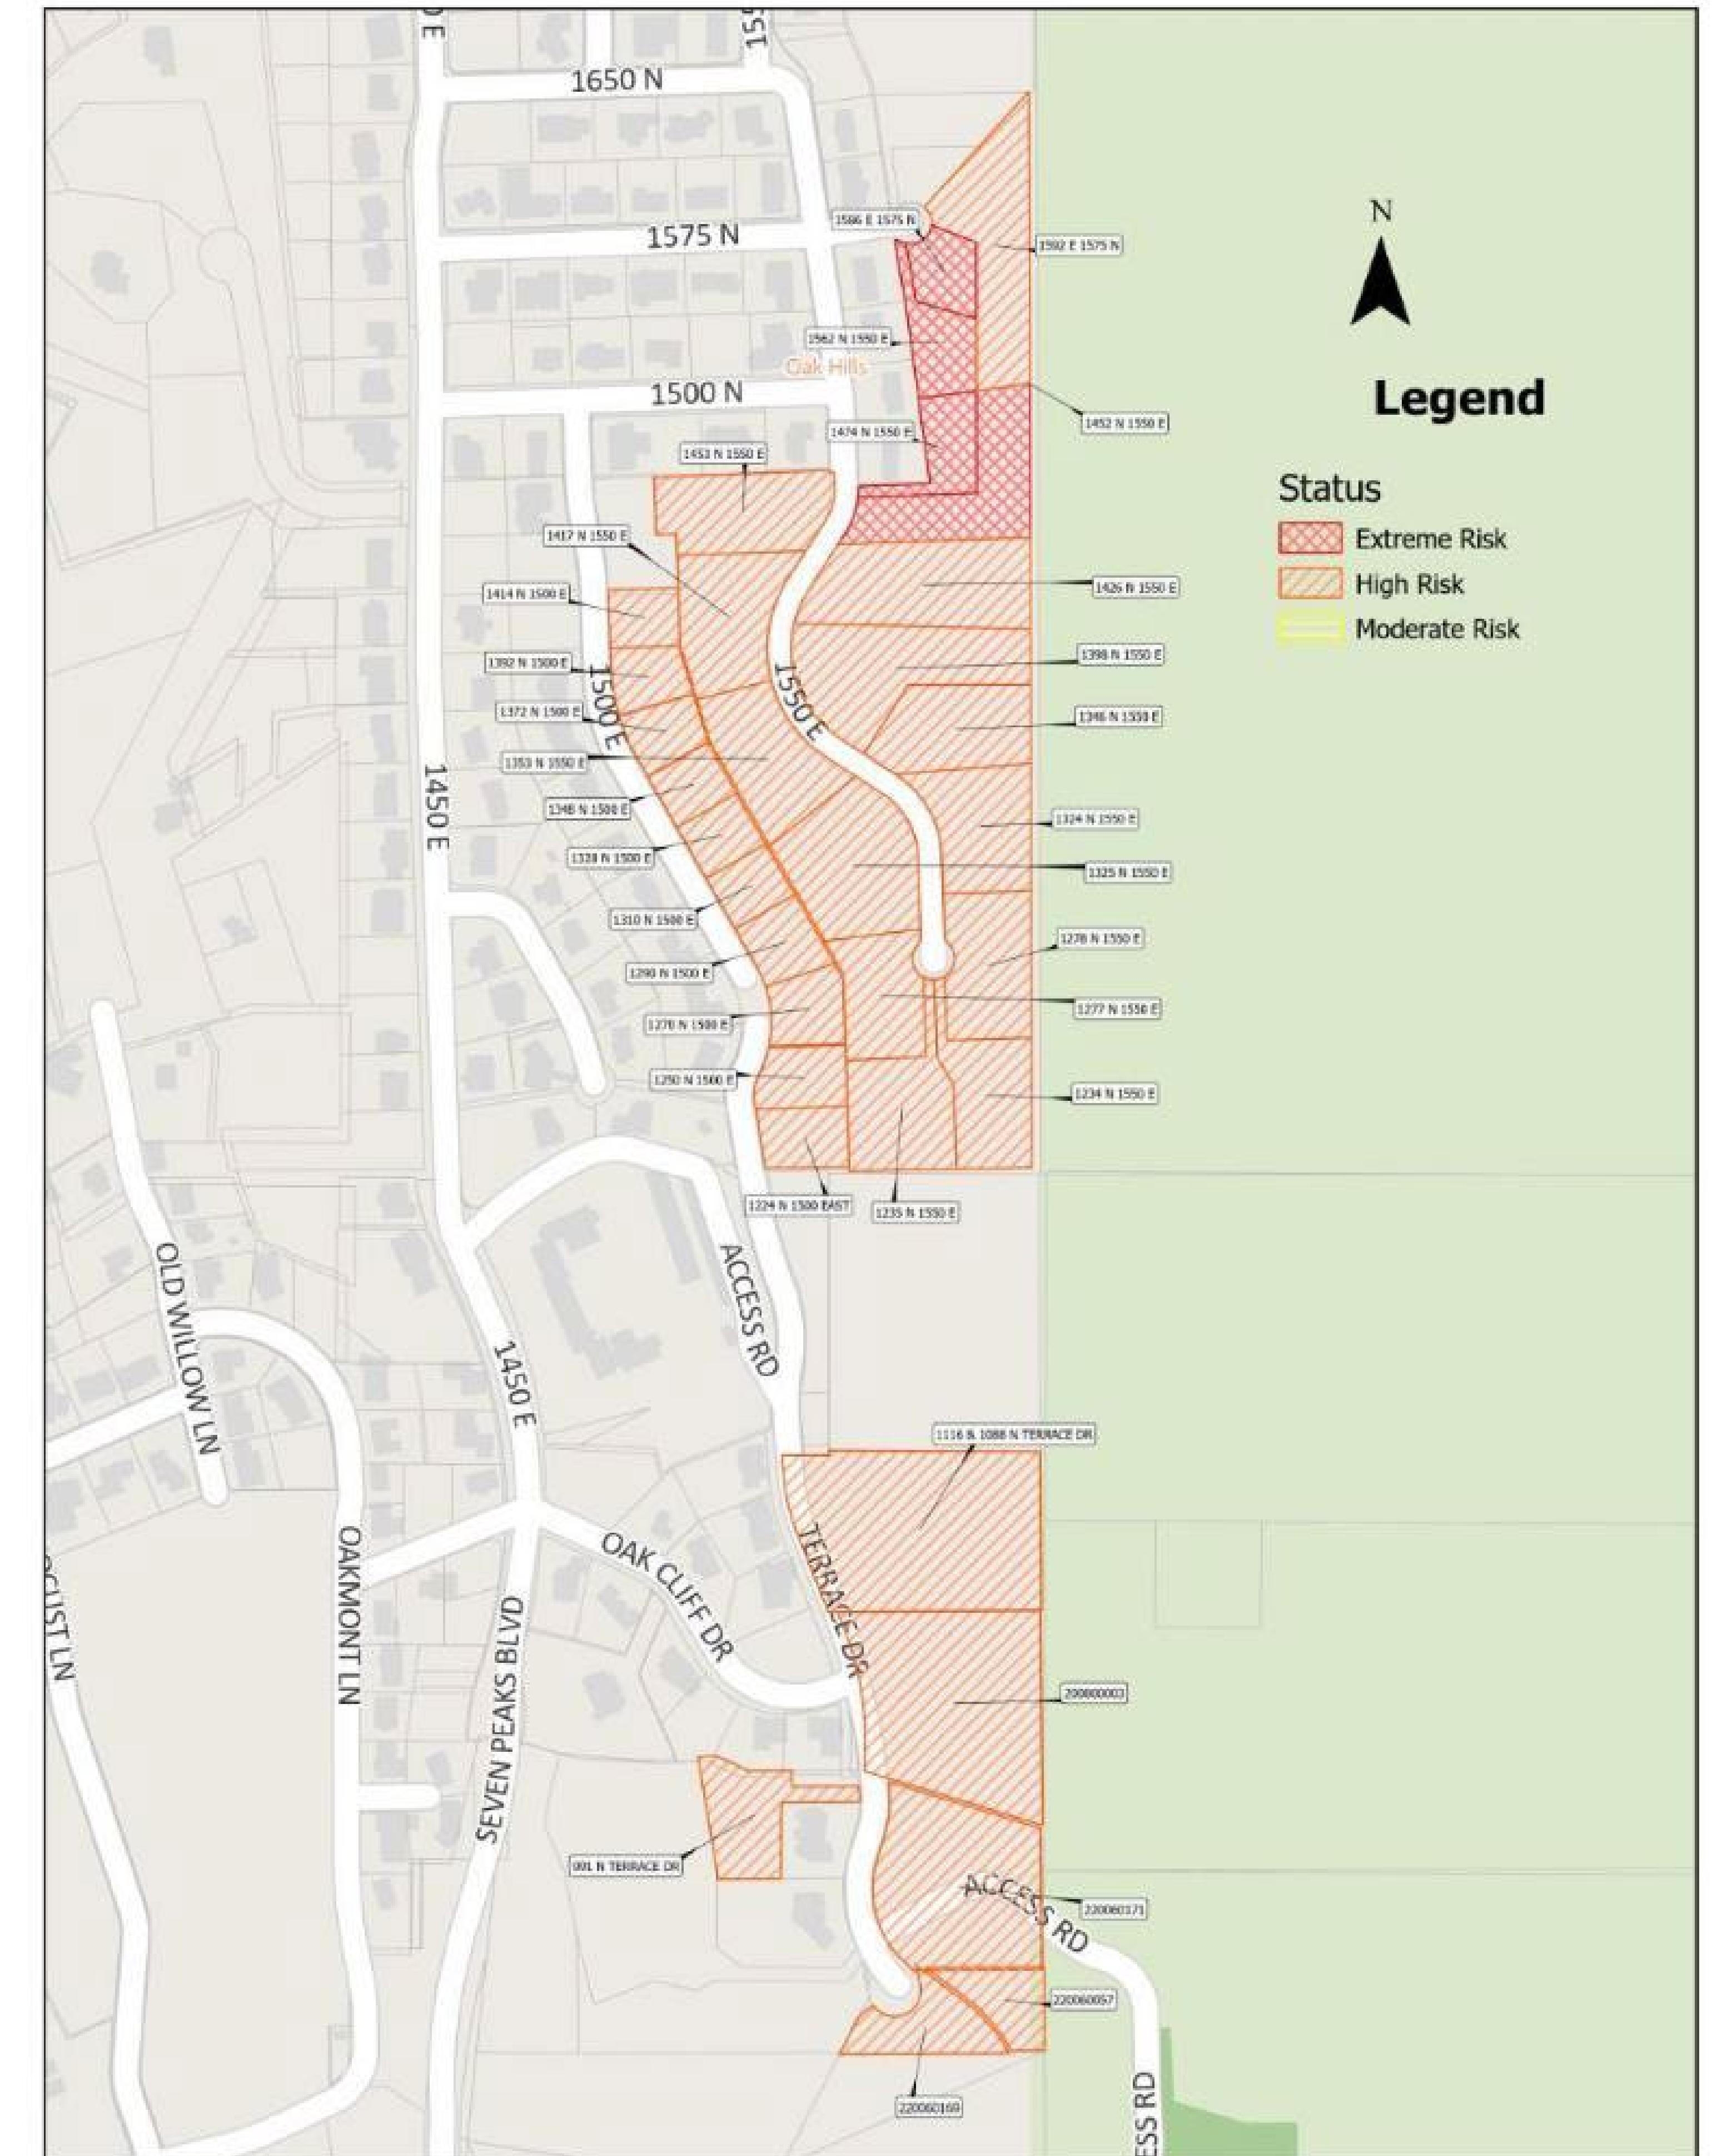 1650 N
1575 N
1586 E 1575 N
1592 E 1575 N
N
1562 N 1550 E
Oak Hills
1500 N
1474 N 1550 E
1452 N 1550 E
1453 N 1550 E
Legend
Status
Extreme Risk
High Risk
Moderate Risk
1417 N 1550 E
1414 N 1500 E
1426 N 1550 E
1392 N 1500 E
1398 N 1550 E
1500 E
1550 E
1372 N 1500 E
1346 N 1550 E
1353 N 1550 E
1450 E
1348 N 1500 E
1324 N 1550 E
1328 N 1500 E
1325 N 1550 E
1310 N 1500 E
1278 N 1550 E
1290 N 1500 E
1277 N 1550 E
1270 N 1500 E
1250 N 1500 E
1234 N 1550 E
1224 N 1500 EAST
1235 N 1550 E
OLD WILLOW LN
ACCESS RD
1450 E
1116 & 1088 N TERRACE DR
OAKMONT LN
OAK CLIFF DR
TERRACE DR
SEVEN PEAKS BLVD
200800003
991 N TERRACE DR
ACCESS RD
220060171
220060057
220060169